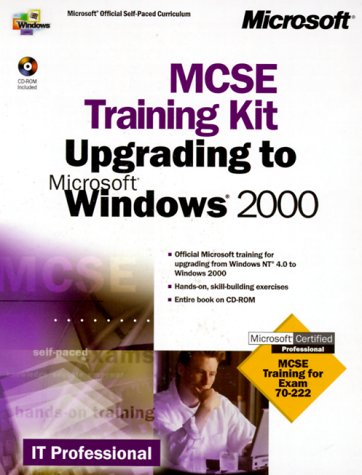 Windows
Microsoft® Official Self-Paced Curriculum
Microsoft®
CD-ROM
Included
MCSE
Training Kit
Upgrading to
Microsoft®
Windows® 2000
• Official Microsoft training for
upgrading from Windows NT® 4.0 to
Windows 2000
• Hands-on, skill-building exercises
• Entire book on CD-ROM
MCSE
self-paced
exams
hands-on training
Microsoft Certified
Professional
MCSE
Training for
Exam
70-222
IT Professional